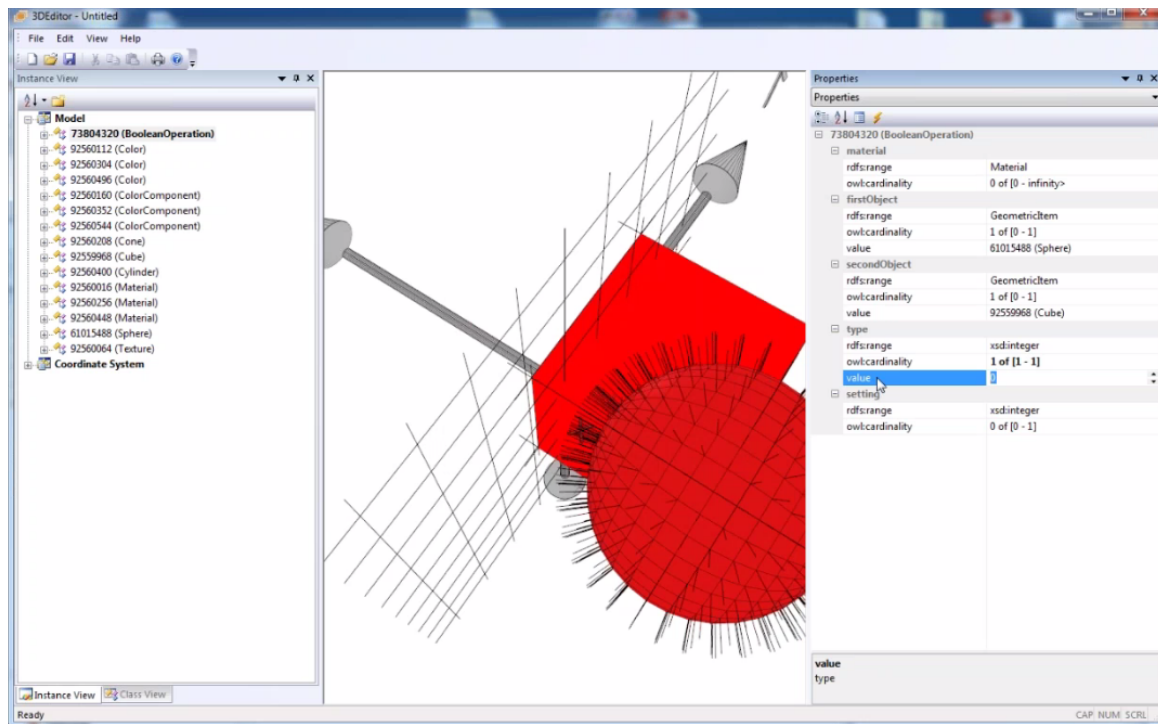 3DEditor - Untitled
File Edit View Help
Instance View
Model
73804320 (BooleanOperation)
92560112 (Color)
92560304 (Color)
92560496 (Color)
92560160 (ColorComponent)
92560352 (ColorComponent)
92560544 (ColorComponent)
92560208 (Cone)
92559968 (Cube)
92560400 (Cylinder)
92560016 (Material)
92560256 (Material)
92560448 (Material)
61015488 (Sphere)
92560064 (Texture)
Coordinate System
Instance View Class View
Ready
Properties
Properties
73804320 (BooleanOperation)
material
rdfs:range Material
owl:cardinality 0 of [0 - infinity>
firstObject
rdfs:range GeometricItem
owl:cardinality 1 of [0 - 1]
value 61015488 (Sphere)
secondObject
rdfs:range GeometricItem
owl:cardinality 1 of [0 - 1]
value 92559968 (Cube)
type
rdfs:range xsd:integer
owl:cardinality 1 of [1 - 1]
value 0
setting
rdfs:range xsd:integer
owl:cardinality 0 of [0 - 1]
value
type
CAP NUM SCRL